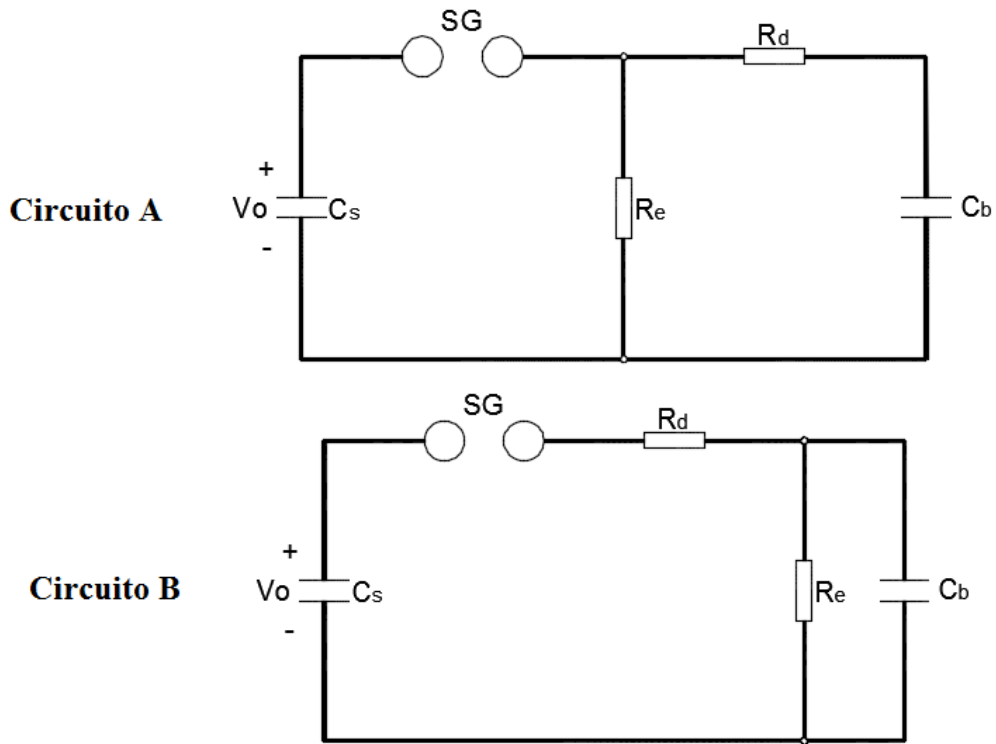 SG
Rd
+
Circuito A
Vo
Cs
Re
Cb
-
SG
Rd
+
Circuito B
Vo
Cs
Re
Cb
-